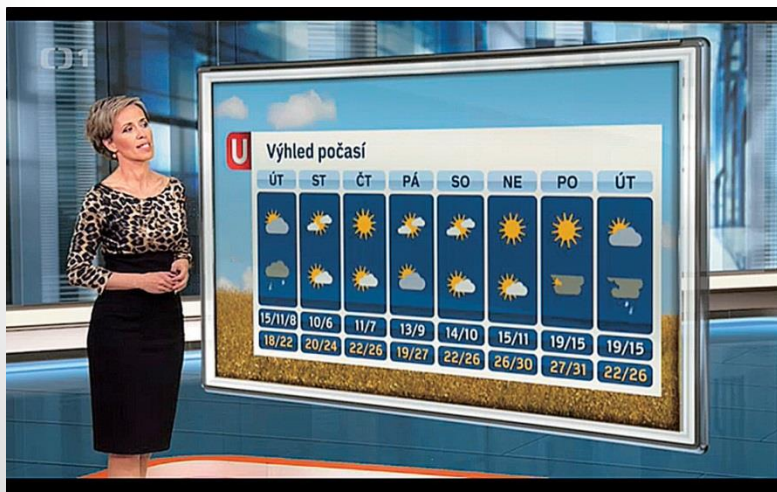 ČT1
U Výhled počasí
ÚT ST ČT PÁ SO NE PO ÚT
15/11/8 10/6 11/7 13/9 14/10 15/11 19/15 19/15
18/22 20/24 22/26 19/27 22/26 26/30 27/31 22/26